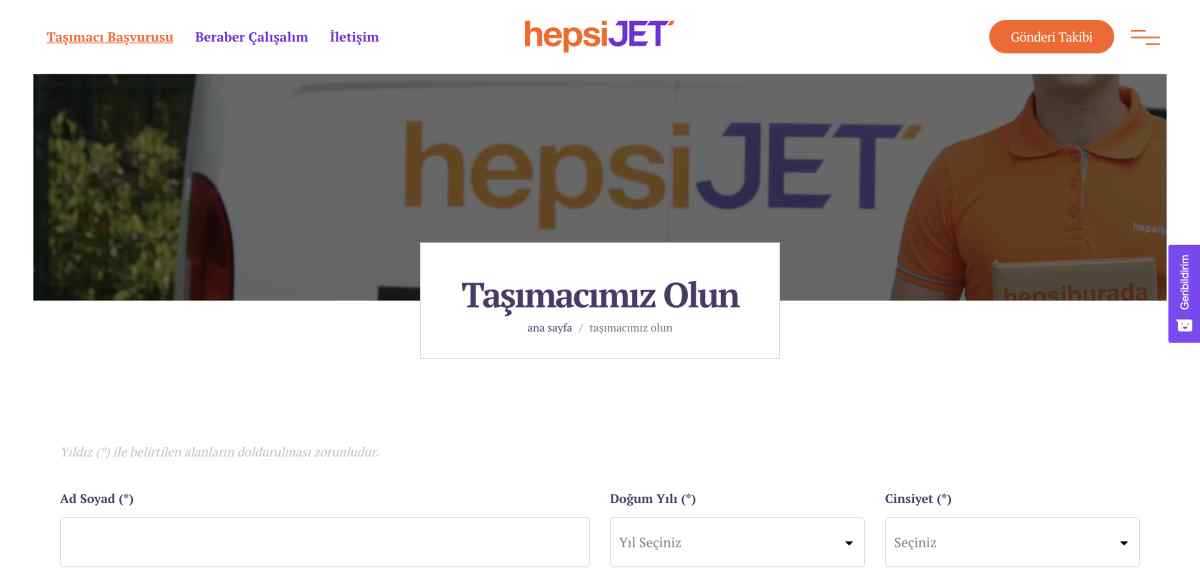 Taşımacı Başvurusu
Beraber Çalışalım
İletişim
hepsiJET
Gönderi Takibi
hepsiJET
hepsi
hepsiburada
Geribildirim
Taşımacımız Olun
ana sayfa / taşımacımız olun
Yıldız (*) ile belirtilen alanların doldurulması zorunludur.
Ad Soyad (*)
Doğum Yılı (*)
Cinsiyet (*)
Yıl Seçiniz
Seçiniz